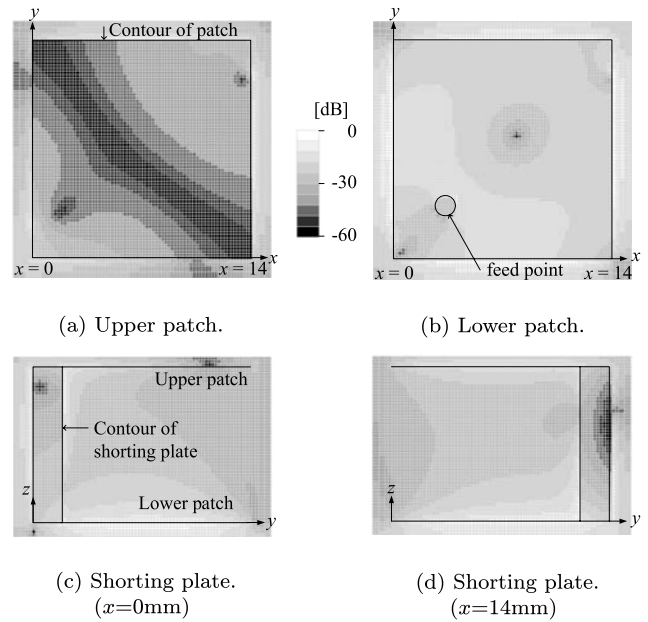 y
Contour of patch
x
x = 0
x = 14
(a) Upper patch.
[dB]
0
-30
-60
y
x
x = 0
feed point
x = 14
(b) Lower patch.
Upper patch
Contour of
shorting plate
z
Lower patch
y
(c) Shorting plate.
(x=0mm)
z
y
(d) Shorting plate.
(x=14mm)